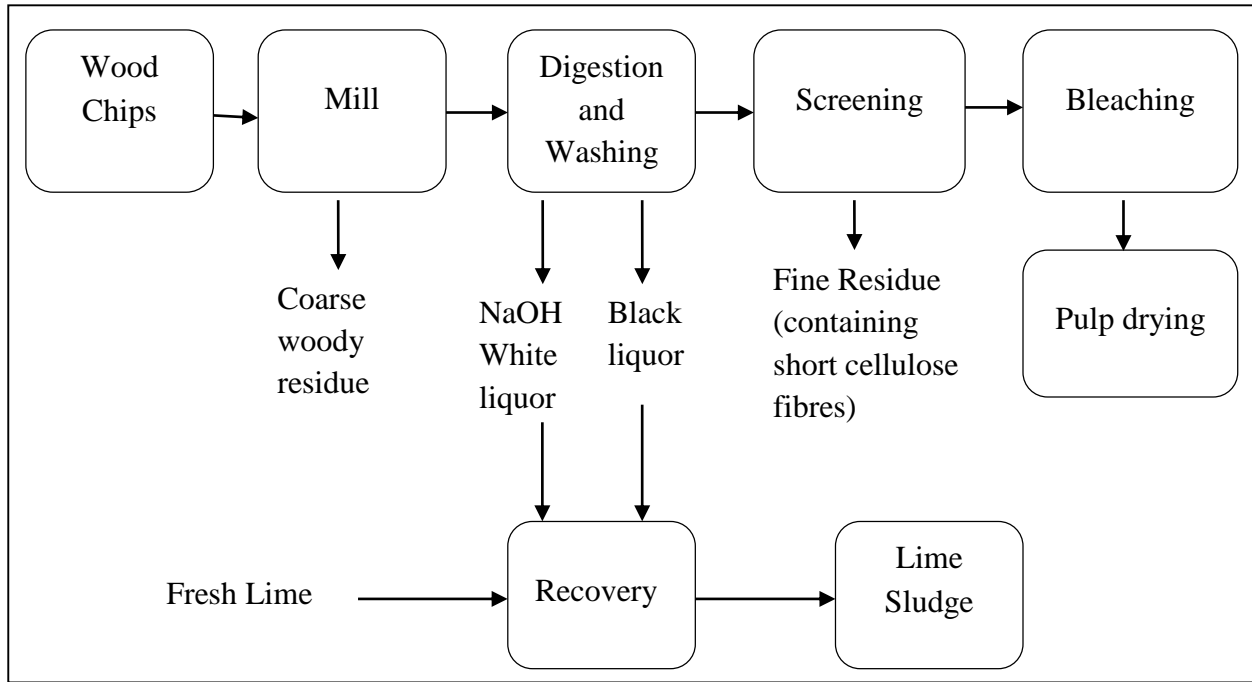 Wood
Chips
Mill
Digestion
and
Washing
Screening
Bleaching
Coarse
woody
residue
NaOH
White
liquor
Black
liquor
Fine Residue
(containing
short cellulose
fibres)
Pulp drying
Fresh Lime
Recovery
Lime
Sludge